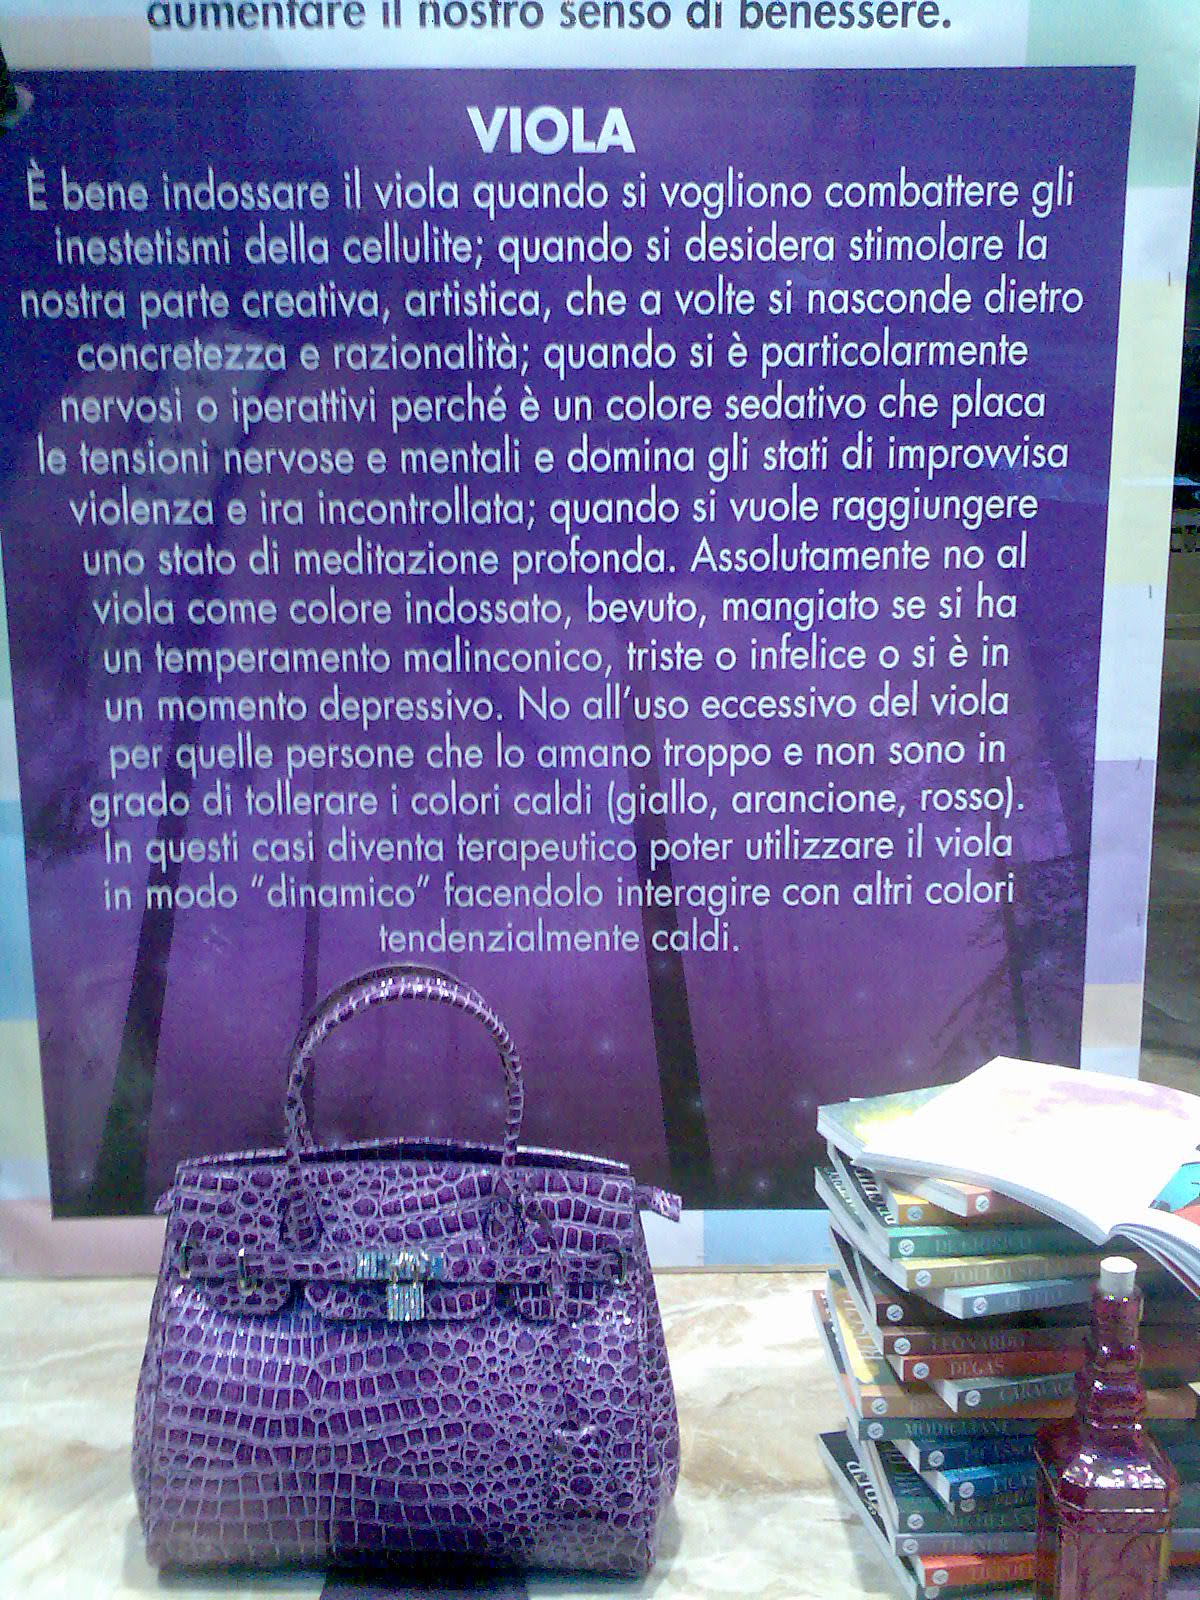 aumentare il nostro senso di benessere.
VIOLA
È bene indossare il viola quando si vogliono combattere gli
inestetismi della cellulite; quando si desidera stimolare la
nostra parte creativa, artistica, che a volte si nasconde dietro
concretezza e razionalità; quando si è particolarmente
nervosi o iperattivi perché è un colore sedativo che placa
le tensioni nervose e mentali e domina gli stati di improvvisa
violenza e ira incontrollata; quando si vuole raggiungere
uno stato di meditazione profonda. Assolutamente no al
viola come colore indossato, bevuto, mangiato se si ha
un temperamento malinconico, triste o infelice o si è in
un momento depressivo. No all'uso eccessivo del viola
per quelle persone che lo amano troppo e non sono in
grado di tollerare i colori caldi (giallo, arancione, rosso).
In questi casi diventa terapeutico poter utilizzare il viola
in modo “dinamico” facendolo interagire con altri colori
tendenzialmente caldi.
DE CHIRICO
LEONARDO
DEGAS
CARAVAG
TURNER